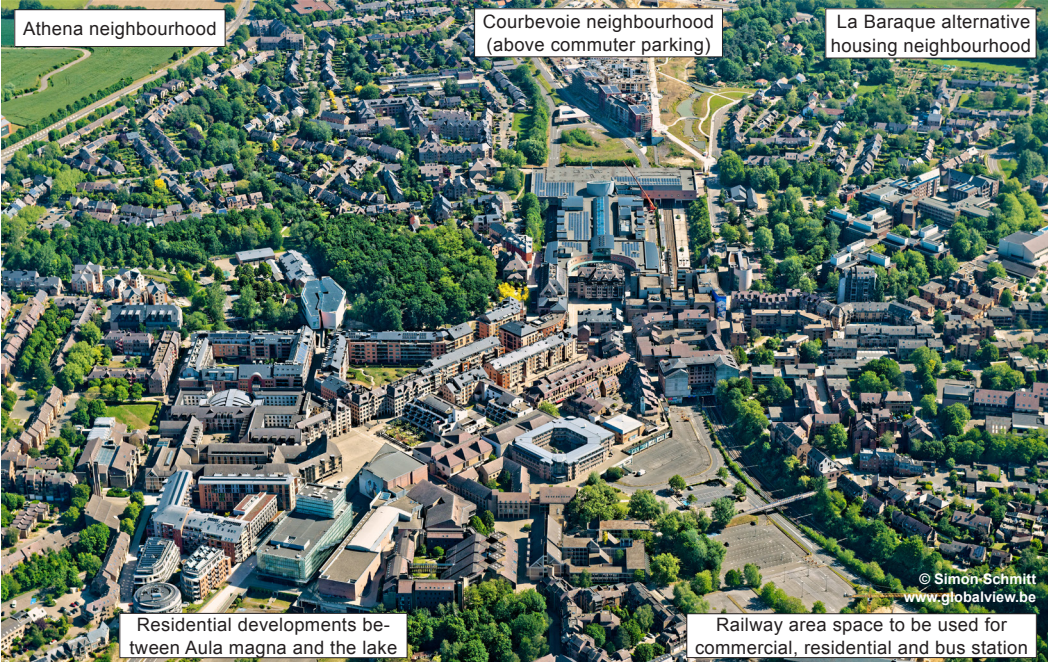 Athena neighbourhood
Courbevoie neighbourhood
(above commuter parking)
La Baraque alternative
housing neighbourhood
© Simon Schmitt
www.globalview.be
Residential developments be-
tween Aula magna and the lake
Railway area space to be used for
commercial, residential and bus station